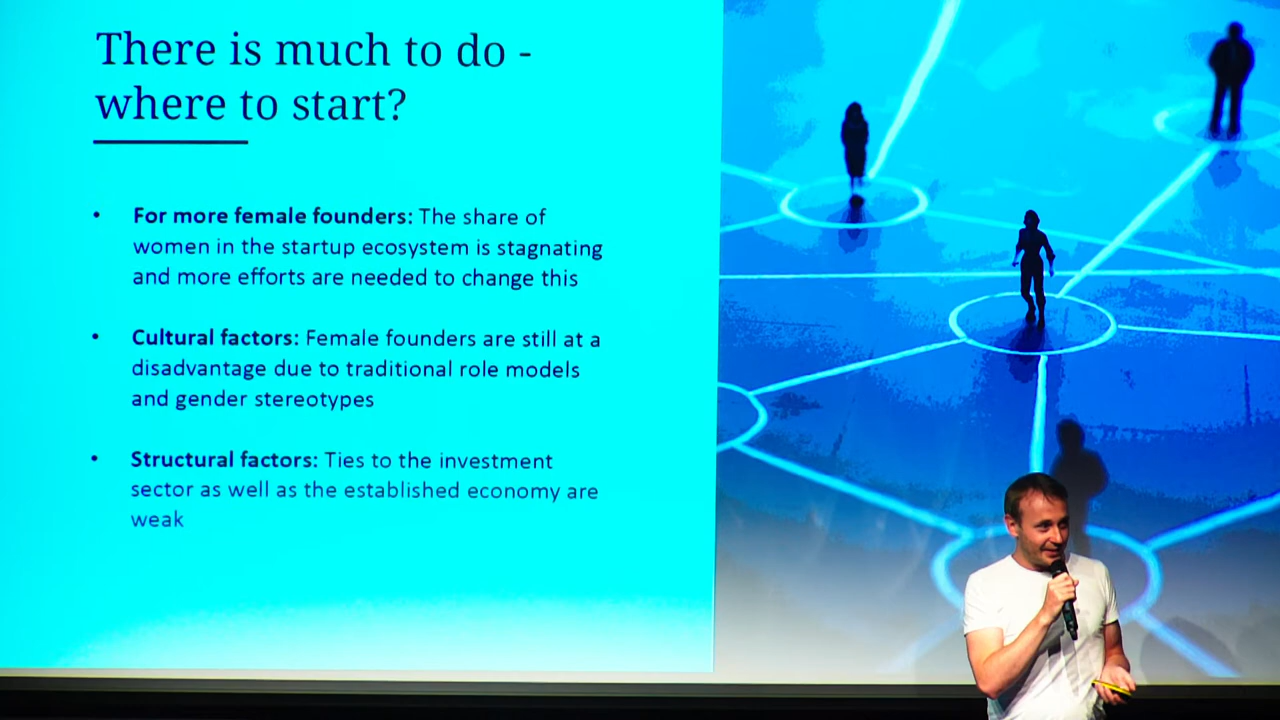 There is much to do -
where to start?
• For more female founders: The share of
women in the startup ecosystem is stagnating
and more efforts are needed to change this
• Cultural factors: Female founders are still at a
disadvantage due to traditional role models
and gender stereotypes
• Structural factors: Ties to the investment
sector as well as the established economy are
weak